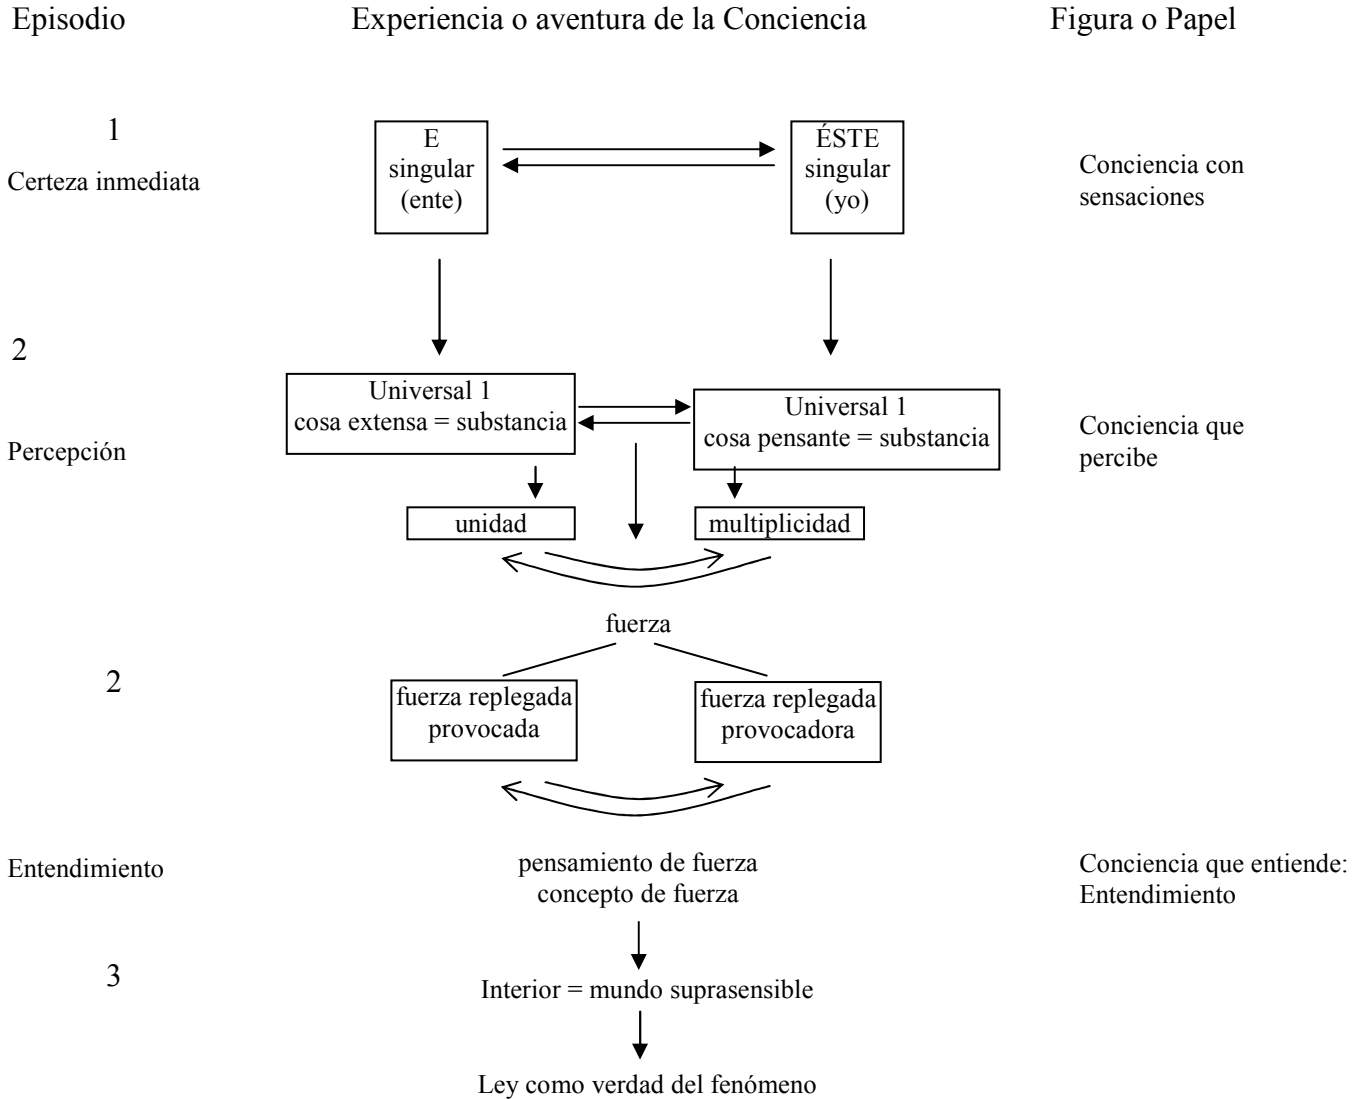 Episodio
Experiencia o aventura de la Conciencia
Figura o Papel
1
Certeza inmediata
E
singular
(ente)
ÉSTE
singular
(yo)
Conciencia con
sensaciones
2
Percepción
Universal 1
cosa extensa = substancia
Universal 1
cosa pensante = substancia
Conciencia que
percibe
unidad
multiplicidad
fuerza
2
fuerza replegada
provocada
fuerza replegada
provocadora
Entendimiento
pensamiento de fuerza
concepto de fuerza
Conciencia que entiende:
Entendimiento
3
Interior = mundo suprasensible
Ley como verdad del fenómeno